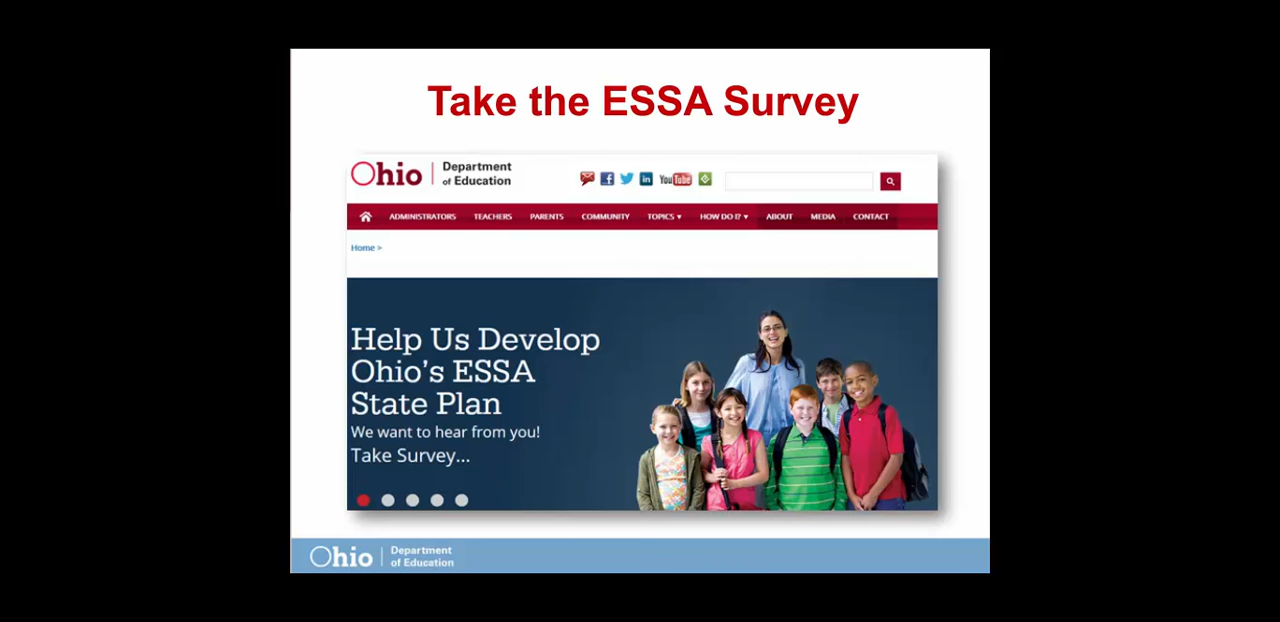 Take the ESSA Survey
Ohio
Department
of Education
You Tube
ADMINISTRATORS TEACHERS PARENTS COMMUNITY TOPICS ▾ HOW DO I? ▾ ABOUT MEDIA CONTACT
Home >
Help Us Develop
Ohio's ESSA
State Plan
We want to hear from you!
Take Survey...
Ohio
Department
of Education